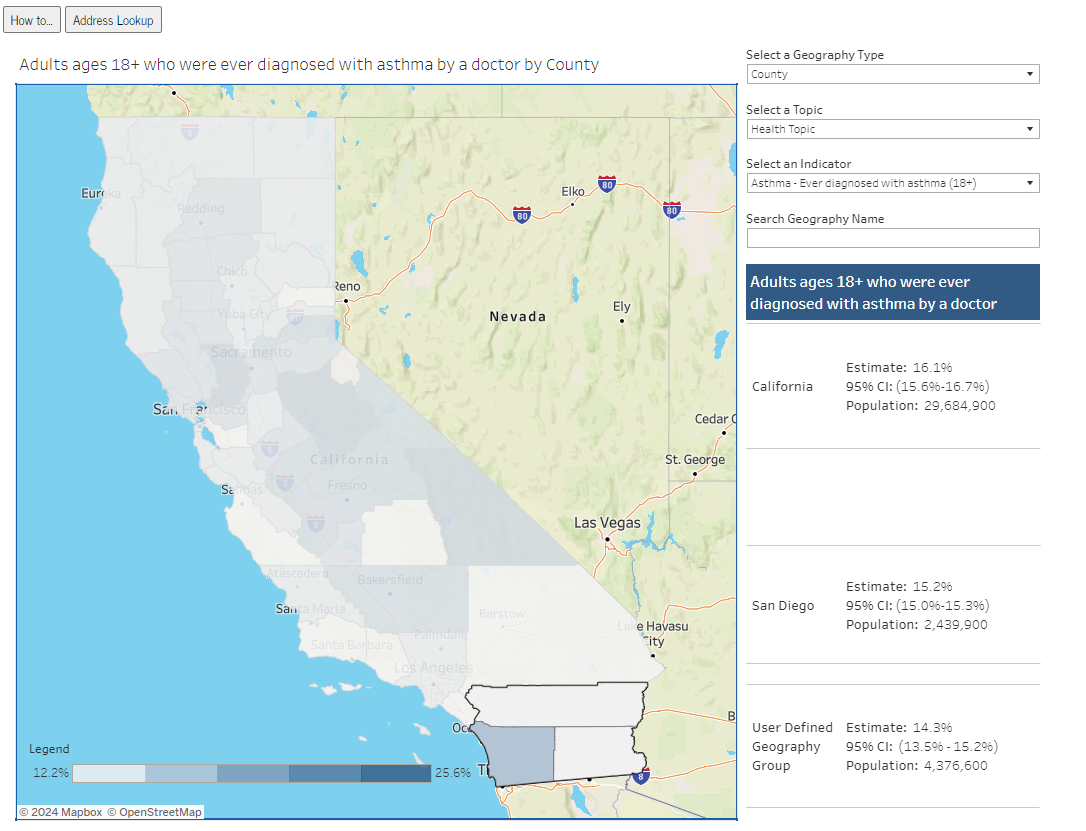 How to...
Address Lookup
Adults ages 18+ who were ever diagnosed with asthma by a doctor by County
Select a Geography Type
County
Select a Topic
Health Topic
Select an Indicator
Asthma - Ever diagnosed with asthma (18+)
Search Geography Name
Adults ages 18+ who were ever
diagnosed with asthma by a doctor
California
Estimate: 16.1%
95% CI: (15.6%-16.7%)
Population: 29,684,900
San Diego
Estimate: 15.2%
95% CI: (15.0%-15.3%)
Population: 2,439,900
User Defined
Geography
Group
Estimate: 14.3%
95% CI: (13.5% - 15.2%)
Population: 4,376,600
5
Eureka
Redding
Elko
80
80
80
Chico
Reno
Yuba City
80
Ely
Nevada
Sacramento
San Francisco
Cedar C
5
California
St. George
Fresno
5
Salinas
Las Vegas
5
Atascadero
Bakersfield
Santa Maria
Barstow
Lake Havasu
City
Palmdale
Santa Barbara
Los Angeles
B
Oc
Legend
12.2%
25.6%
Ti
8
© 2024 Mapbox © OpenStreetMap